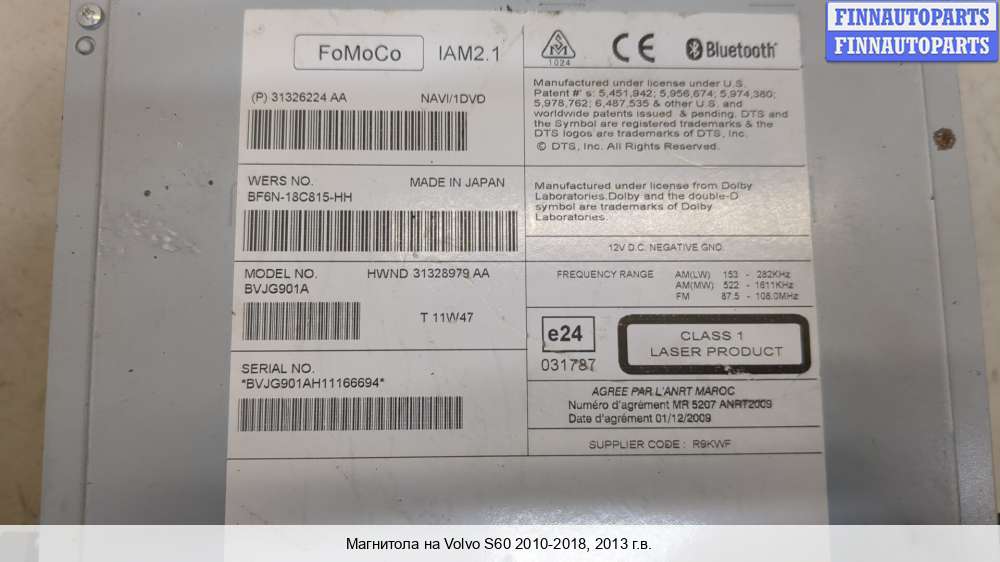 FINNAUTOPARTS
FINNAUTOPARTS
FoMoCo IAM2.1
1024
CE Bluetooth
(P) 31326224 AA NAVI/1DVD
Manufactured under license under U.S.
Patent #' s: 5,451,942; 5,956,674; 5,974,380;
5,978,762; 6,487,535 & other U.S. and
worldwide patents issued & pending. DTS and
the Symbol are registered trademarks & the
DTS logos are trademarks of DTS, Inc.
© DTS, Inc. All Rights Reserved.
WERS NO. MADE IN JAPAN
BF6N-18C815-HH
Manufactured under license from Dolby
Laboratories.Dolby and the double-D
symbol are trademarks of Dolby
Laboratories.
12V D.C. NEGATIVE GND.
MODEL NO. HWND 31328979 AA
BVJG901A
T 11W47
FREQUENCY RANGE AM(LW) 153 - 282KHz
AM(MW) 522 - 1611KHz
FM 87.5 - 108.0MHz
e24
031787
CLASS 1
LASER PRODUCT
SERIAL NO.
*BVJG901AH11166694*
AGREE PAR L'ANRT MAROC
Numéro d'agrément MR 5207 ANRT2009
Date d'agrément 01/12/2009
SUPPLIER CODE : R9KWF
Магнитола на Volvo S60 2010-2018, 2013 г.в.